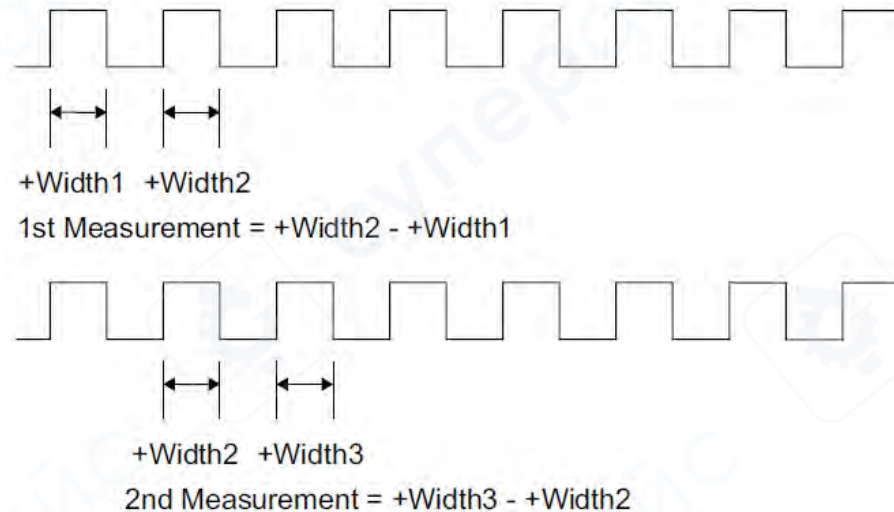 +Width1 +Width2
1st Measurement = +Width2 - +Width1
+Width2 +Width3
2nd Measurement = +Width3 - +Width2